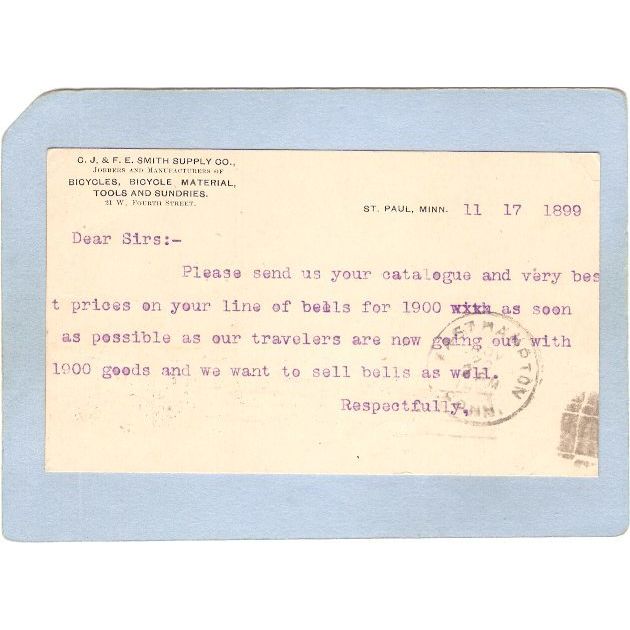 C. J. & F. E. SMITH SUPPLY CO.,
JOBBERS AND MANUFACTURERS OF
BICYCLES, BICYCLE MATERIAL,
TOOLS AND SUNDRIES.
21 W. FOURTH STREET.
ST. PAUL, MINN. 11 17 1899
Dear Sirs:-
Please send us your catalogue and very bes
t prices on your line of bells for 1900 with as soon
as possible as our travelers are now going out with
1900 goods and we want to sell bells as well.
Respectfully,
EAST HAMPTON
CONN.